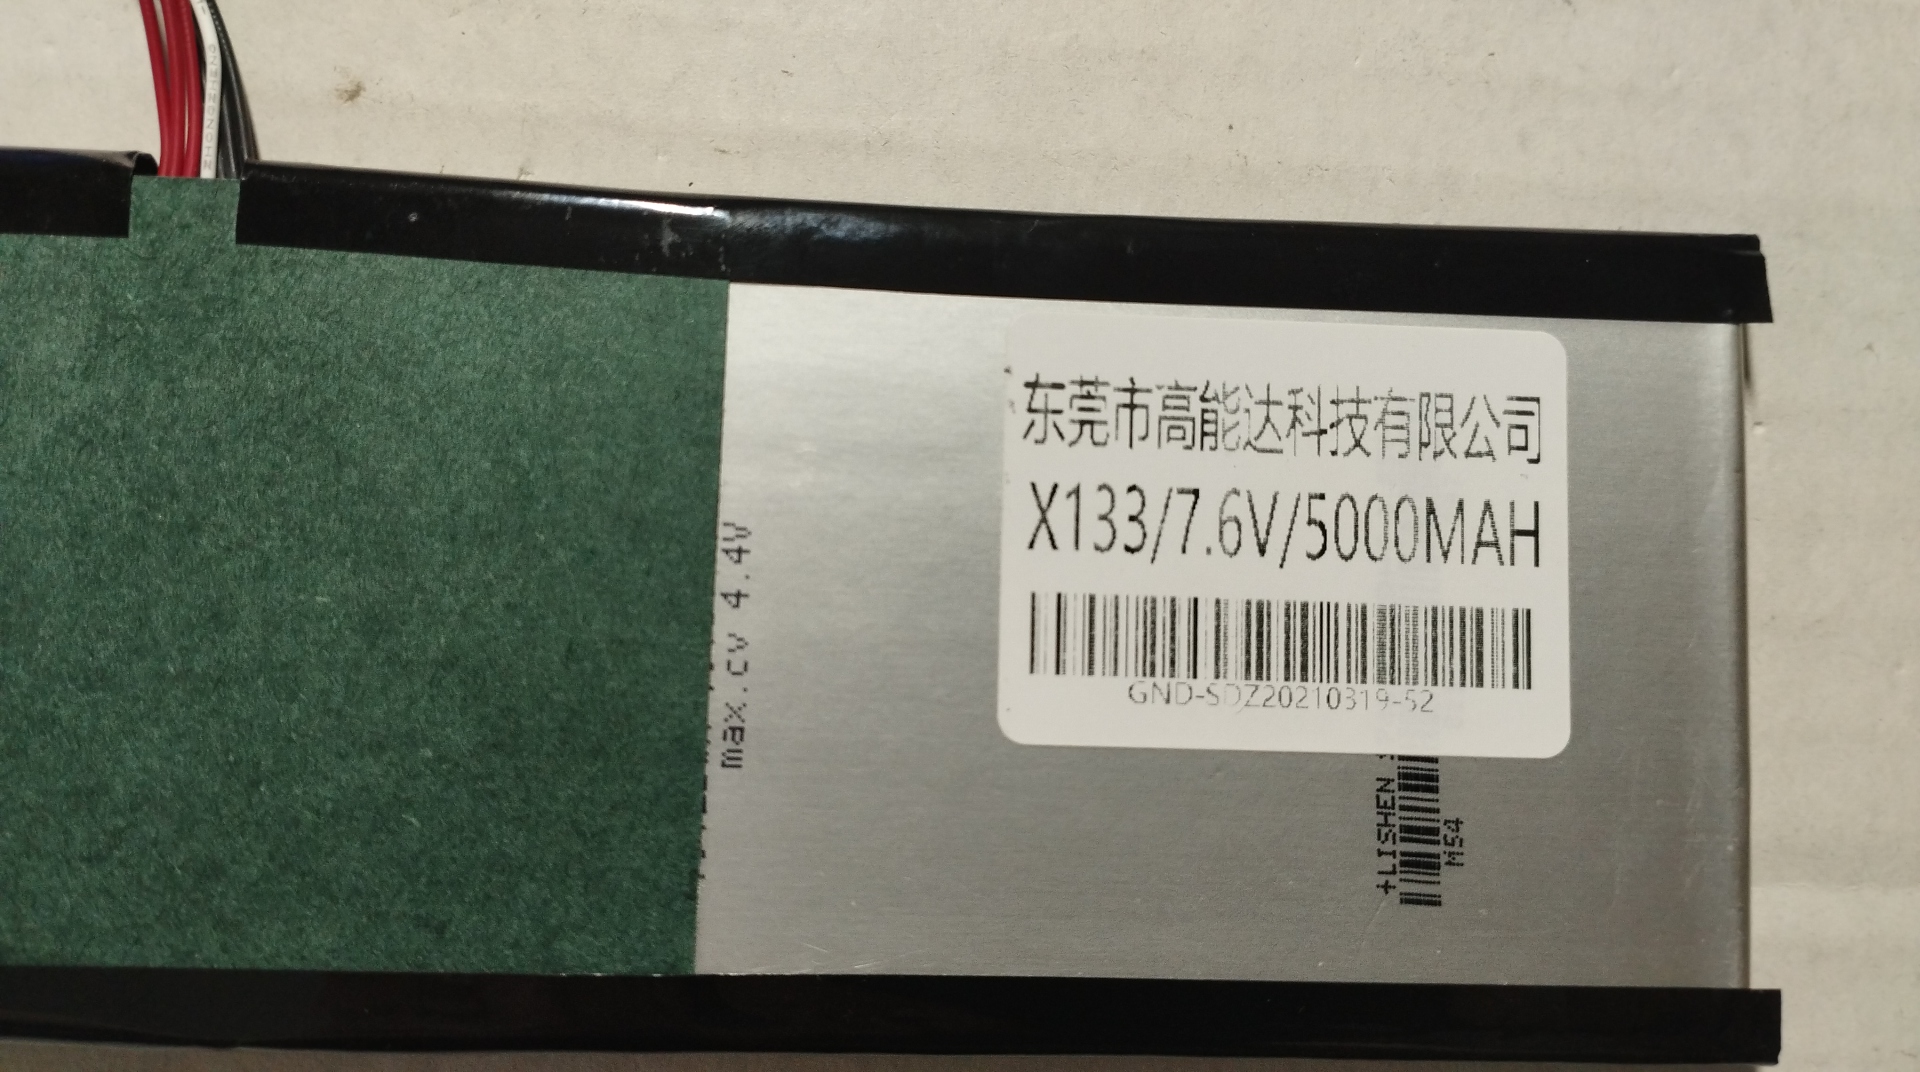 东莞市高能达科技有限公司
X133/7.6V/5000MAH
GND-SDZ20210319-52
max.cv 4.4V
+LISHEN
M54
ZHONGZHENG